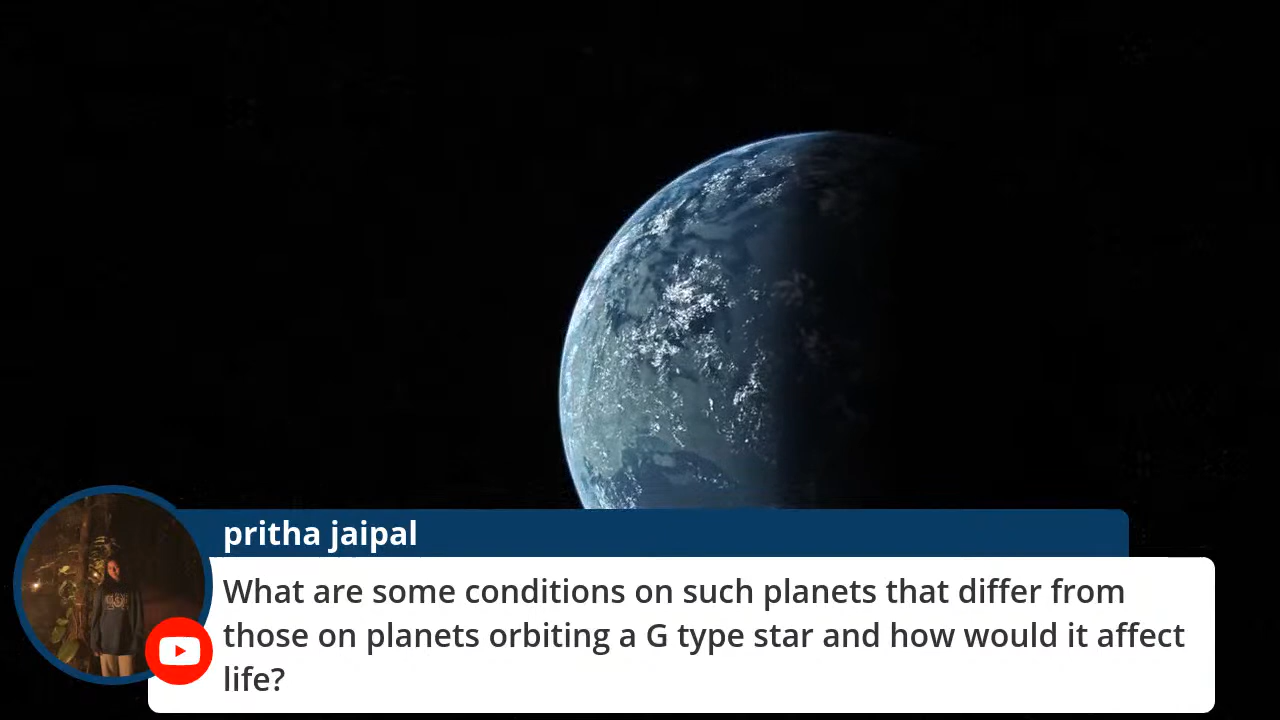 pritha jaipal
What are some conditions on such planets that differ from
those on planets orbiting a G type star and how would it affect
life?